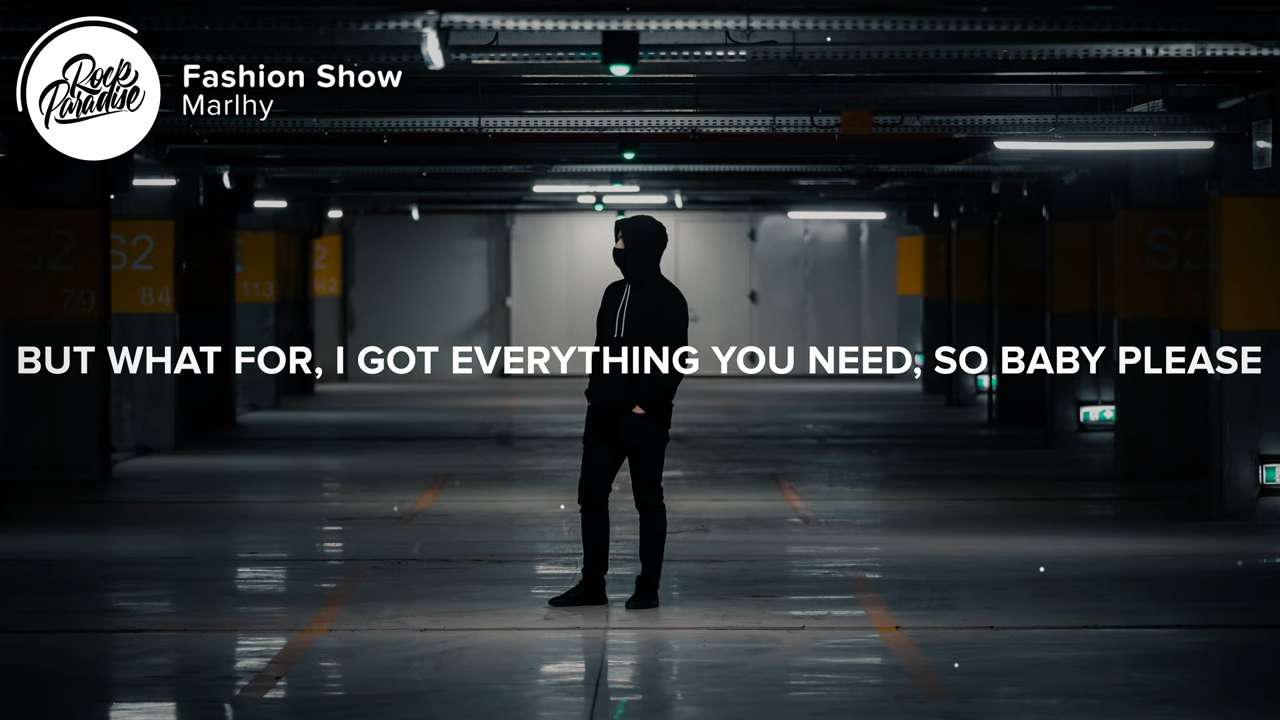 Rock
Paradise
Fashion Show
Marlhy
S2
79
S2
84
113
2
42
S2
BUT WHAT FOR, I GOT EVERYTHING YOU NEED; SO BABY PLEASE